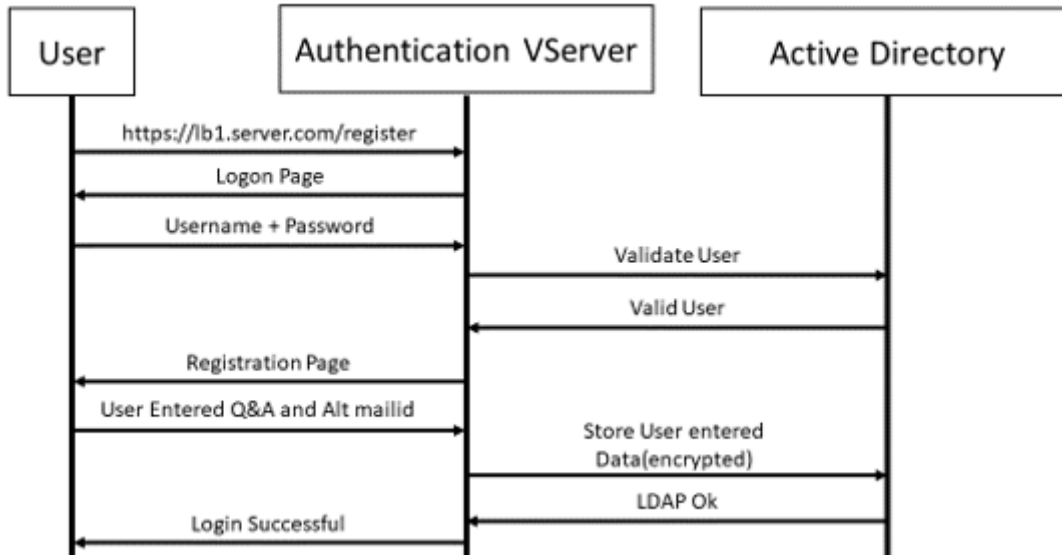 User
Authentication VServer
Active Directory
https://lb1.server.com/register
Logon Page
Username + Password
Validate User
Valid User
Registration Page
User Entered Q&A and Alt mailid
Store User entered
Data(encrypted)
LDAP Ok
Login Successful